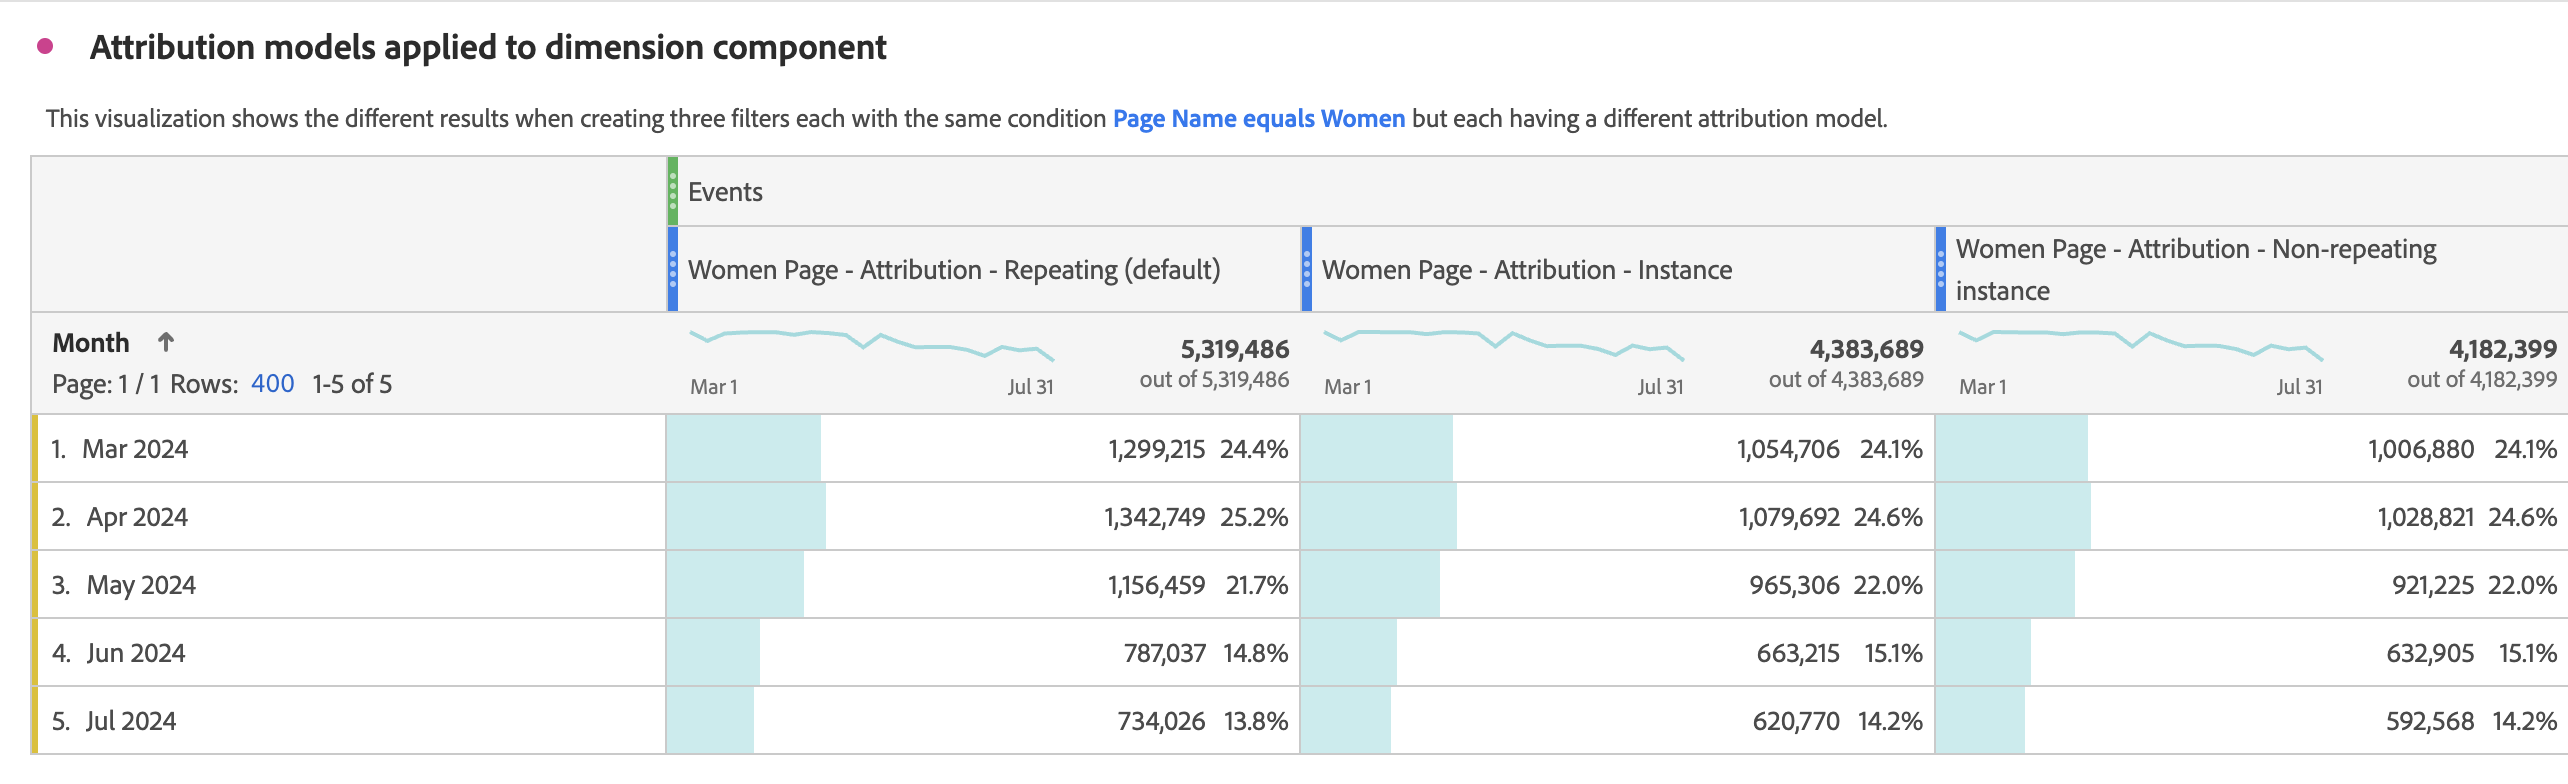 Attribution models applied to dimension component
This visualization shows the different results when creating three filters each with the same condition Page Name equals Women but each having a different attribution model.
Events
Women Page - Attribution - Repeating (default)
Women Page - Attribution - Instance
Women Page - Attribution - Non-repeating
instance
Month ↑
Page: 1 / 1 Rows: 400 1-5 of 5
Mar 1
Jul 31
5,319,486
out of 5,319,486
Mar 1
Jul 31
4,383,689
out of 4,383,689
Mar 1
Jul 31
4,182,399
out of 4,182,399
1. Mar 2024 1,299,215 24.4% 1,054,706 24.1% 1,006,880 24.1%
2. Apr 2024 1,342,749 25.2% 1,079,692 24.6% 1,028,821 24.6%
3. May 2024 1,156,459 21.7% 965,306 22.0% 921,225 22.0%
4. Jun 2024 787,037 14.8% 663,215 15.1% 632,905 15.1%
5. Jul 2024 734,026 13.8% 620,770 14.2% 592,568 14.2%